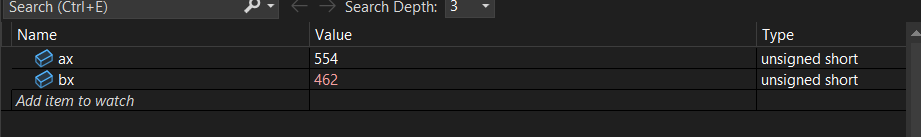 Search (Ctrl+E) Search Depth: 3
Name Value Type
ax 554 unsigned short
bx 462 unsigned short
Add item to watch